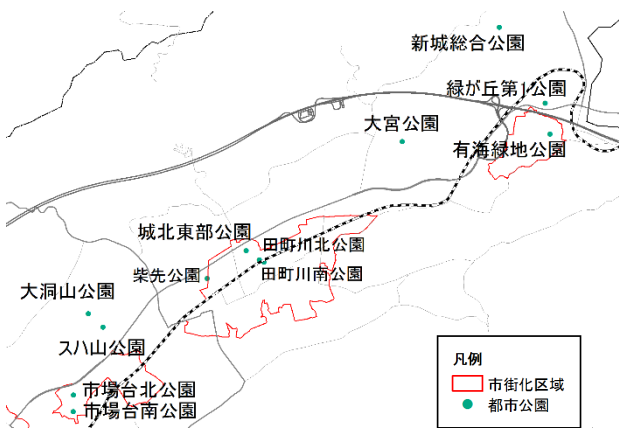 新城総合公園
緑が丘第1公園
大宮公園
有海緑地公園
城北東部公園
田町川北公園
田町川南公園
柴先公園
大洞山公園
スハ山公園
市場台北公園
市場台南公園
凡例
市街化区域
都市公園